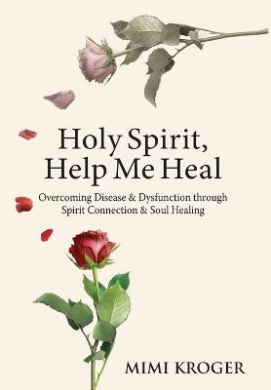 Holy Spirit,
Help Me Heal
Overcoming Disease & Dysfunction through
Spirit Connection & Soul Healing
MIMI KROGER